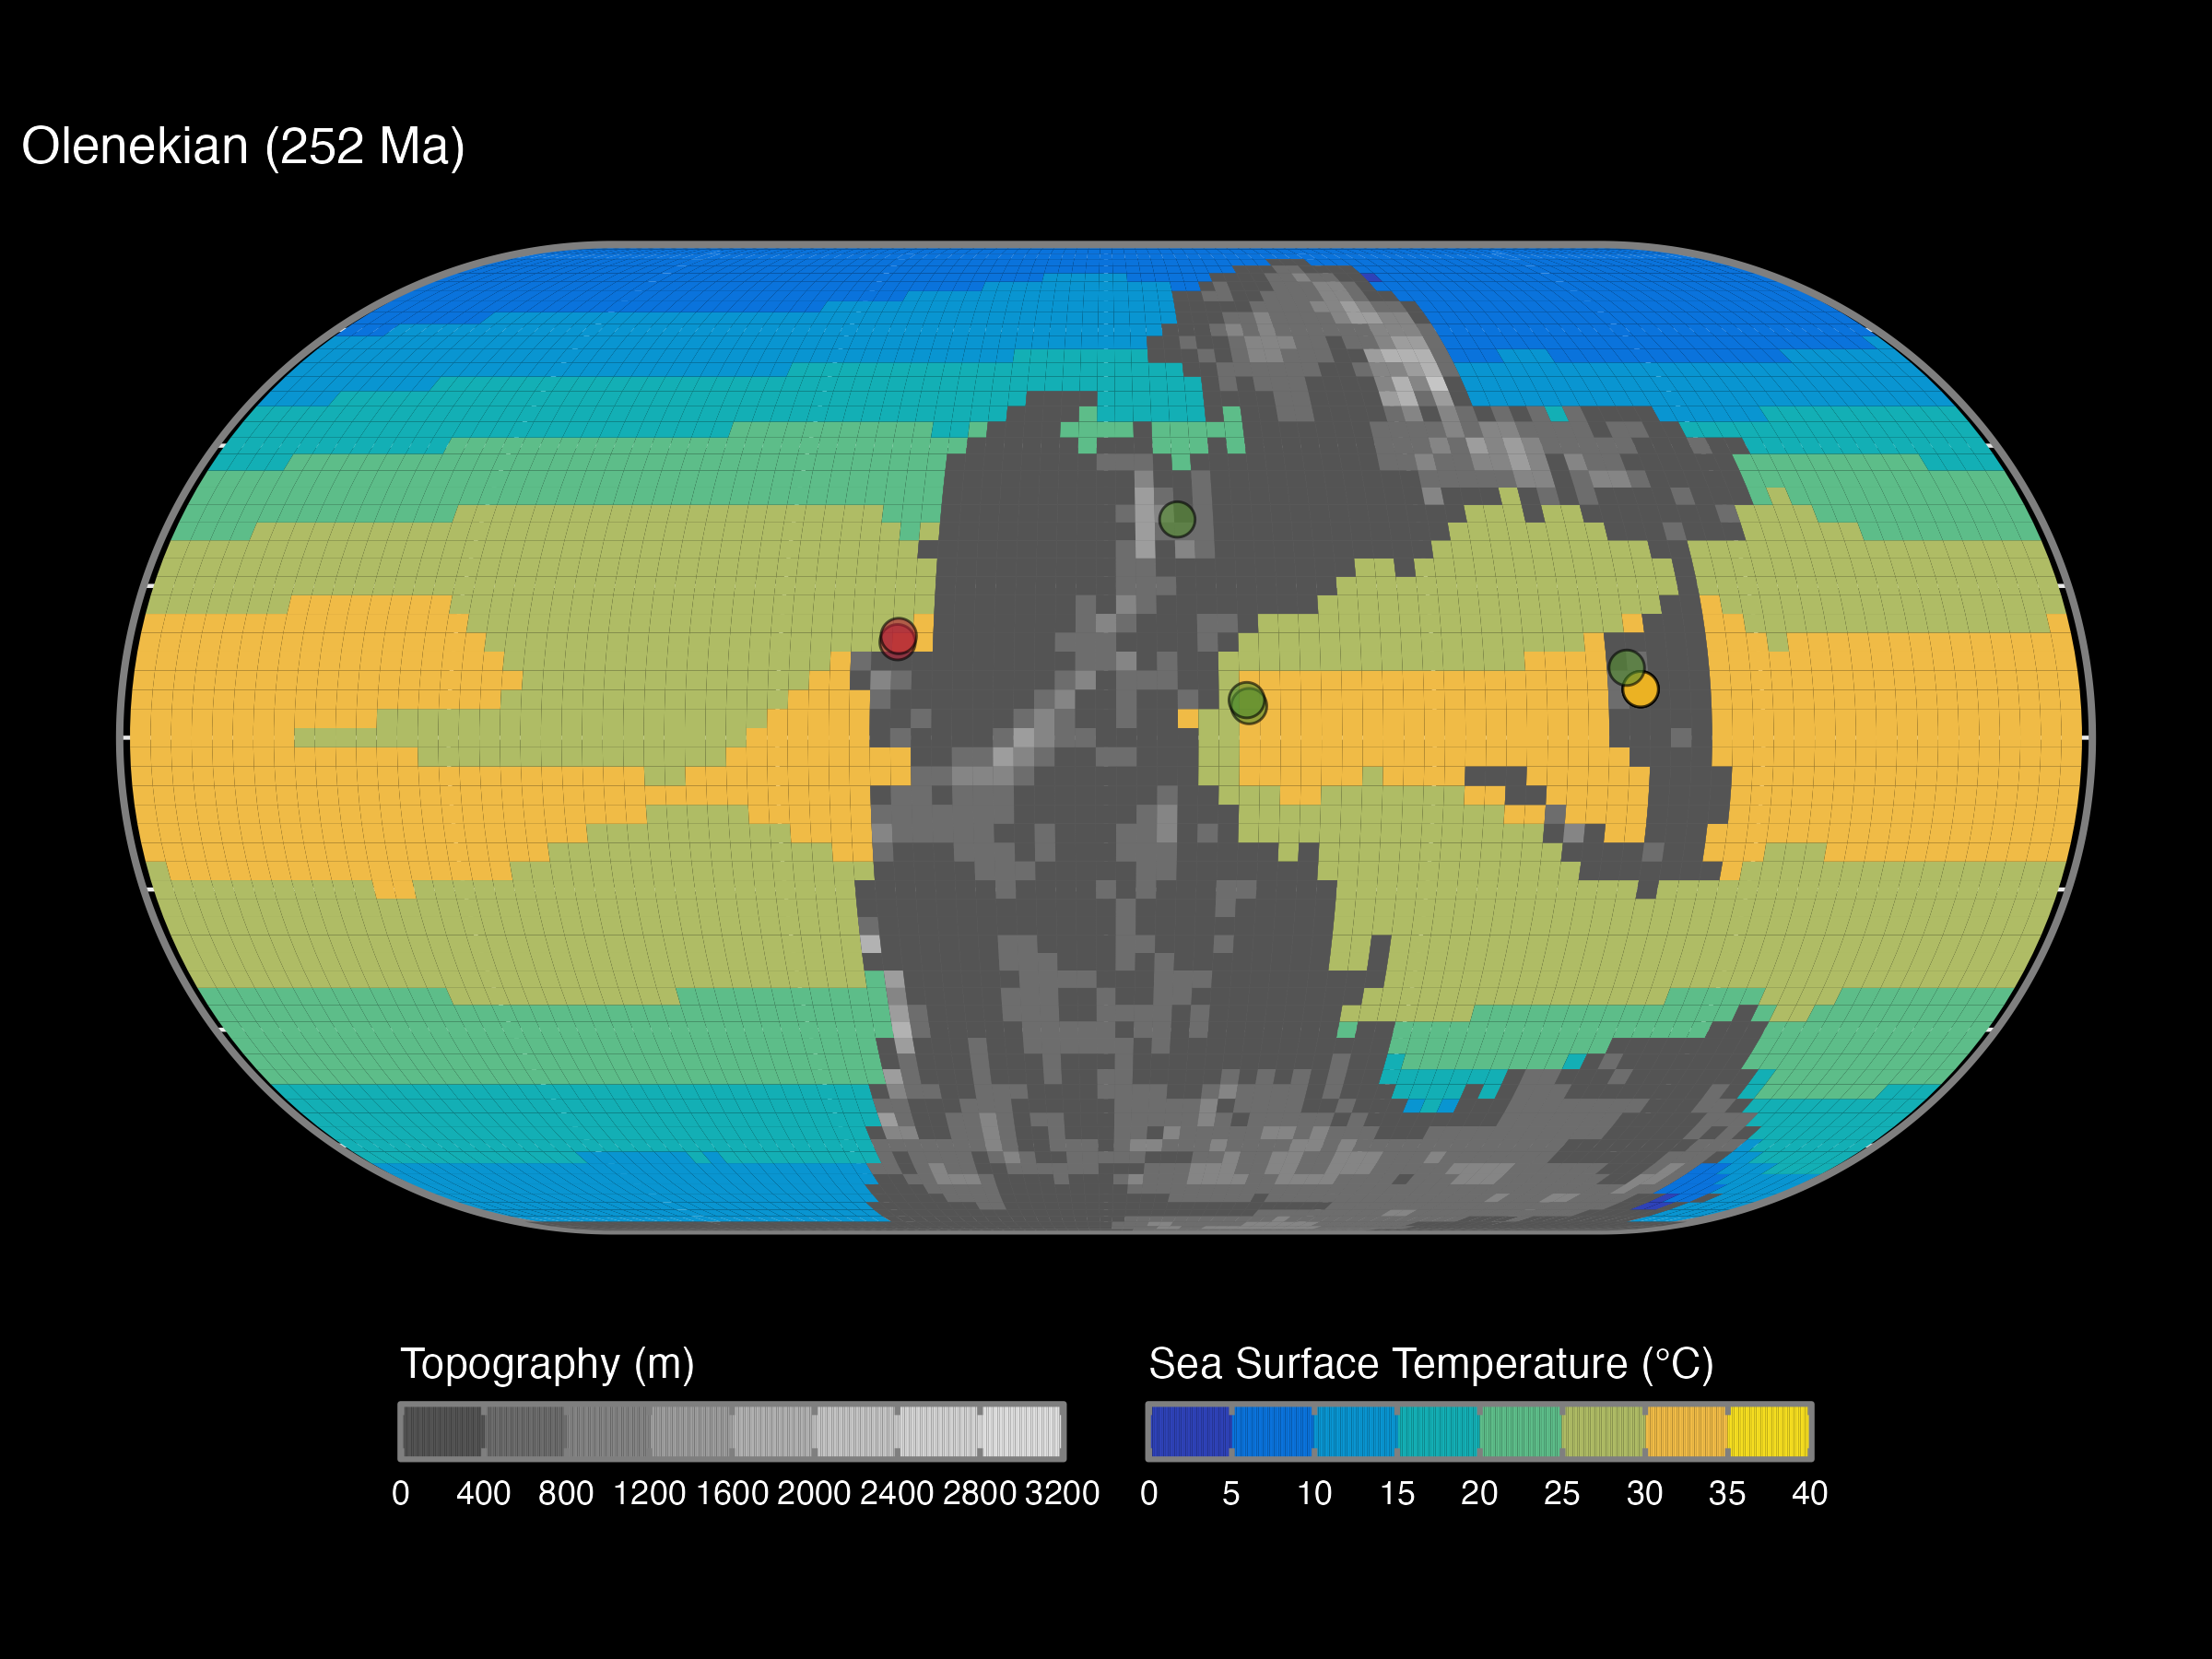 Olenekian (252 Ma)
Topography (m)
0 400 800 1200 1600 2000 2400 2800 3200
Sea Surface Temperature (°C)
0 5 10 15 20 25 30 35 40